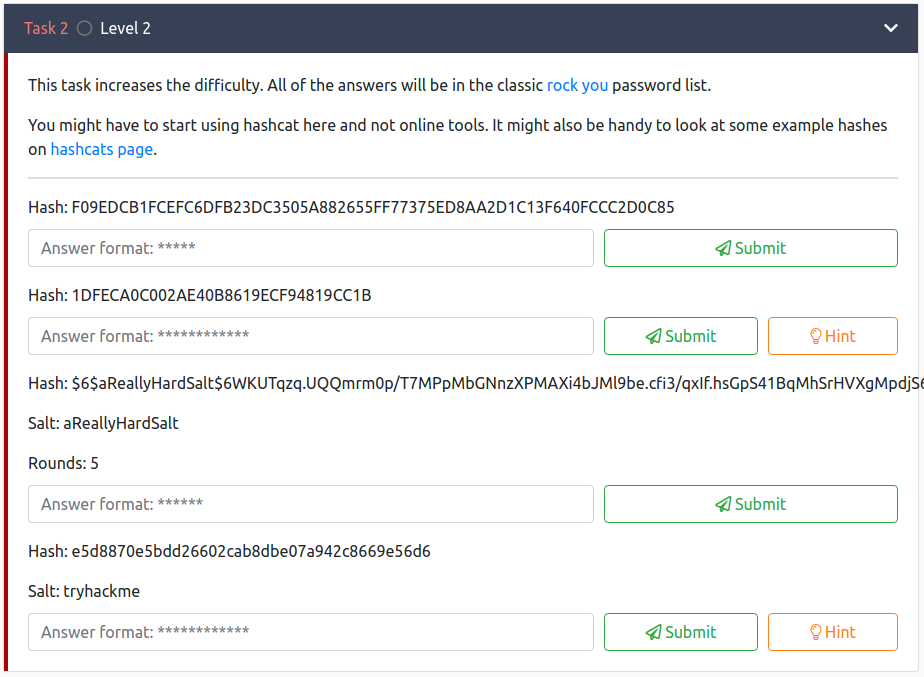 Task 2 Level 2
This task increases the difficulty. All of the answers will be in the classic rock you password list.
You might have to start using hashcat here and not online tools. It might also be handy to look at some example hashes
on hashcats page.
Hash: F09EDCB1FCEFC6DFB23DC3505A882655FF77375ED8AA2D1C13F640FCCC2D0C85
Answer format: ***** Submit
Hash: 1DFECA0C002AE40B8619ECF94819CC1B
Answer format: ************ Submit Hint
Hash: $6$aReallyHardSalt$6WKUTqzq.UQQmrm0p/T7MPpMbGNnzXPMAXi4bJMl9be.cfi3/qxIf.hsGpS41BqMhSrHVXgMpdjS6
Salt: aReallyHardSalt
Rounds: 5
Answer format: ****** Submit
Hash: e5d8870e5bdd26602cab8dbe07a942c8669e56d6
Salt: tryhackme
Answer format: ************ Submit Hint